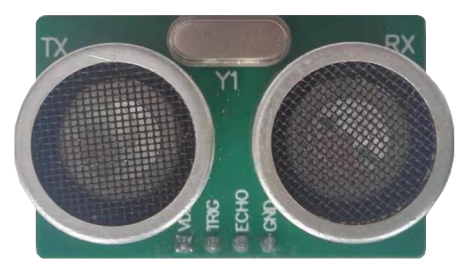 TX
RX
Y1
TRIG
ECHO
GND